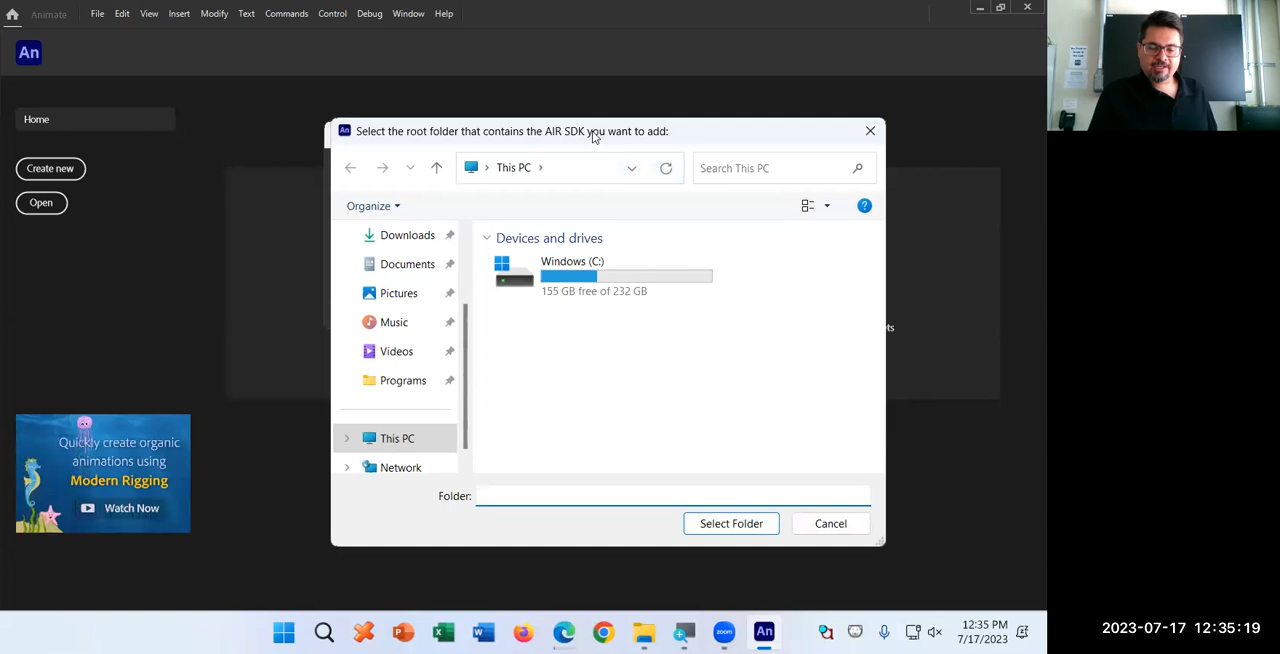 Animate File Edit View Insert Modify Text Commands Control Debug Window Help
An
Home
Create new
Open
Quickly create organic
animations using
Modern Rigging
Watch Now
An Select the root folder that contains the AIR SDK you want to add:
This PC
Search This PC
Organize
Downloads
Documents
Pictures
Music
Videos
Programs
This PC
Network
Devices and drives
Windows (C:)
155 GB free of 232 GB
ts
Folder:
Select Folder Cancel
zoom
An
12:35 PM
7/17/2023
2023-07-17 12:35:19